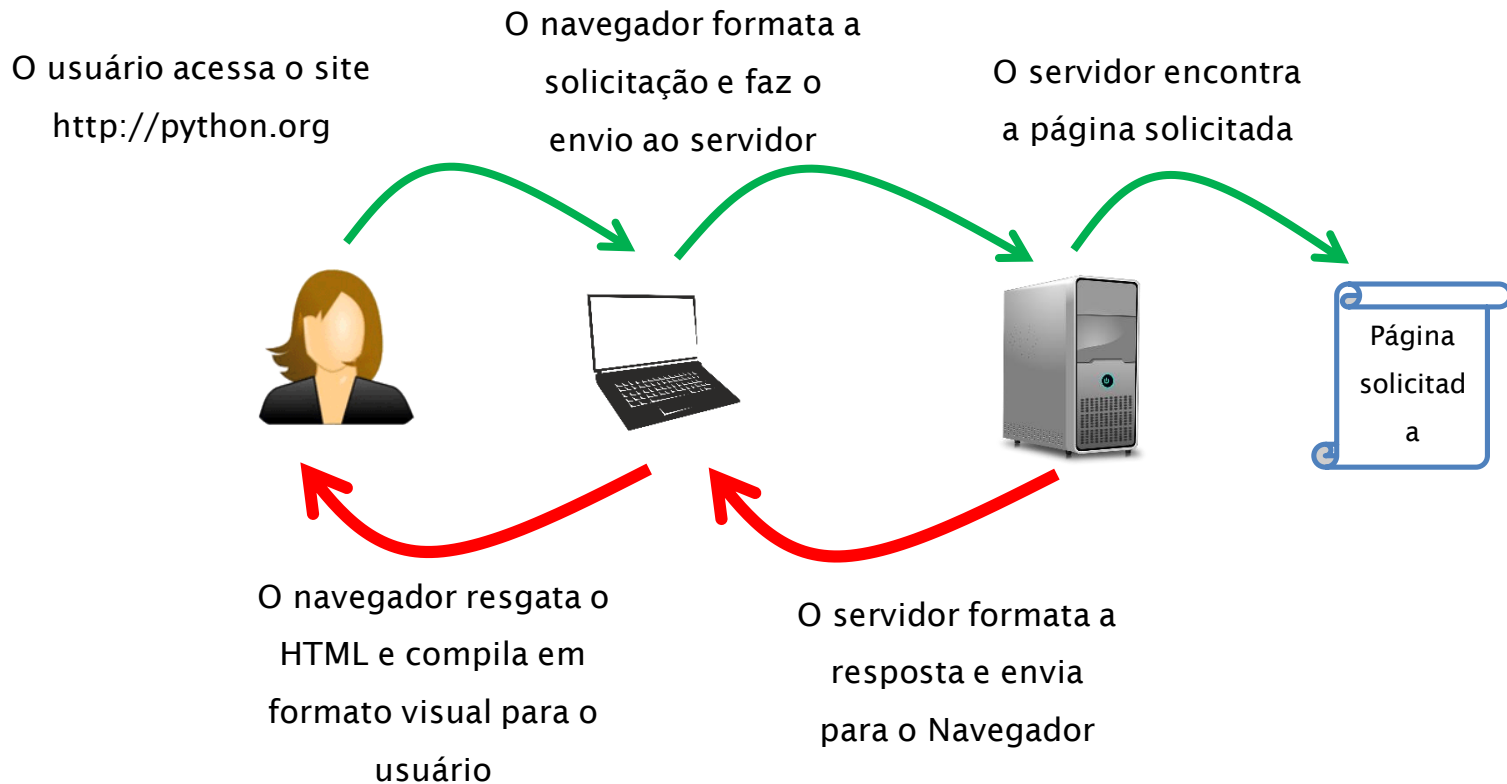 O usuário acessa o site
http://python.org
O navegador formata a
solicitação e faz o
envio ao servidor
O servidor encontra
a página solicitada
Página
solicitad
a
O navegador resgata o
HTML e compila em
formato visual para o
usuário
O servidor formata a
resposta e envia
para o Navegador